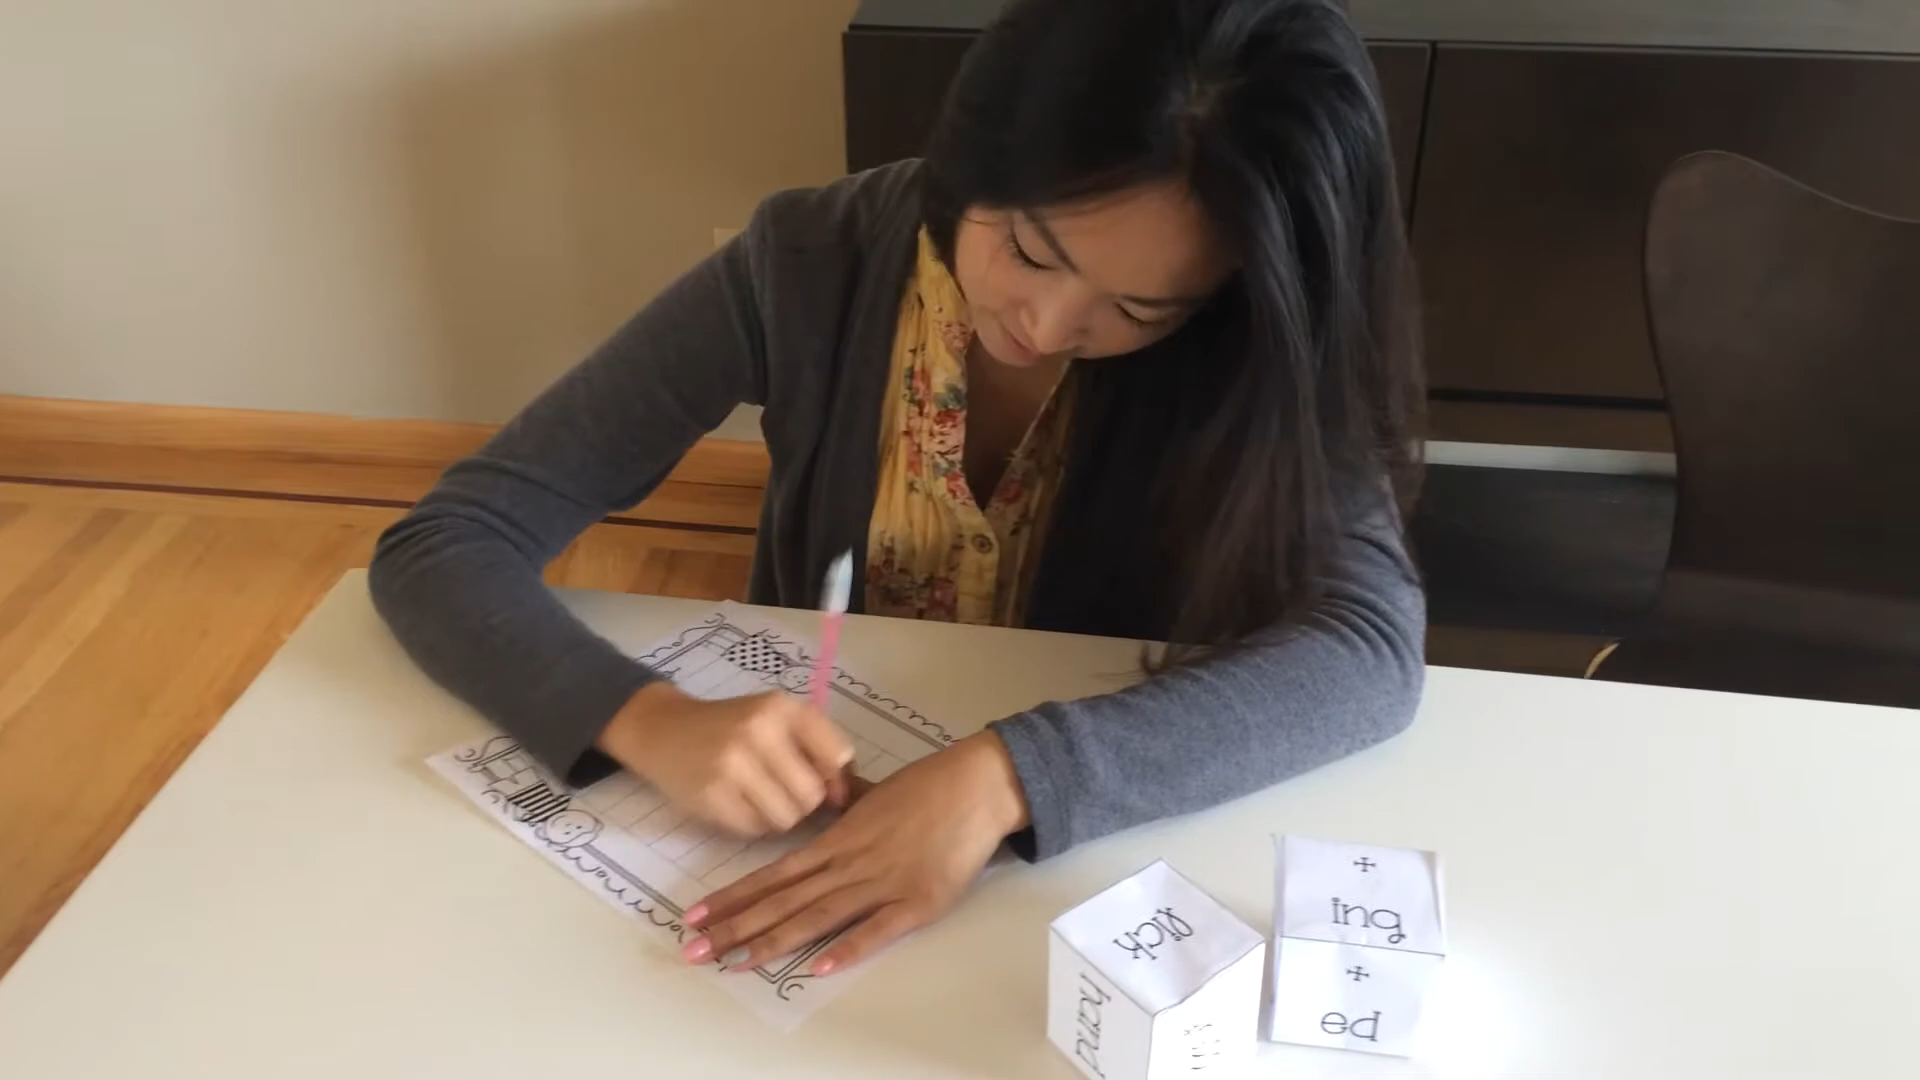 lick
hand
+
ing
+
ed